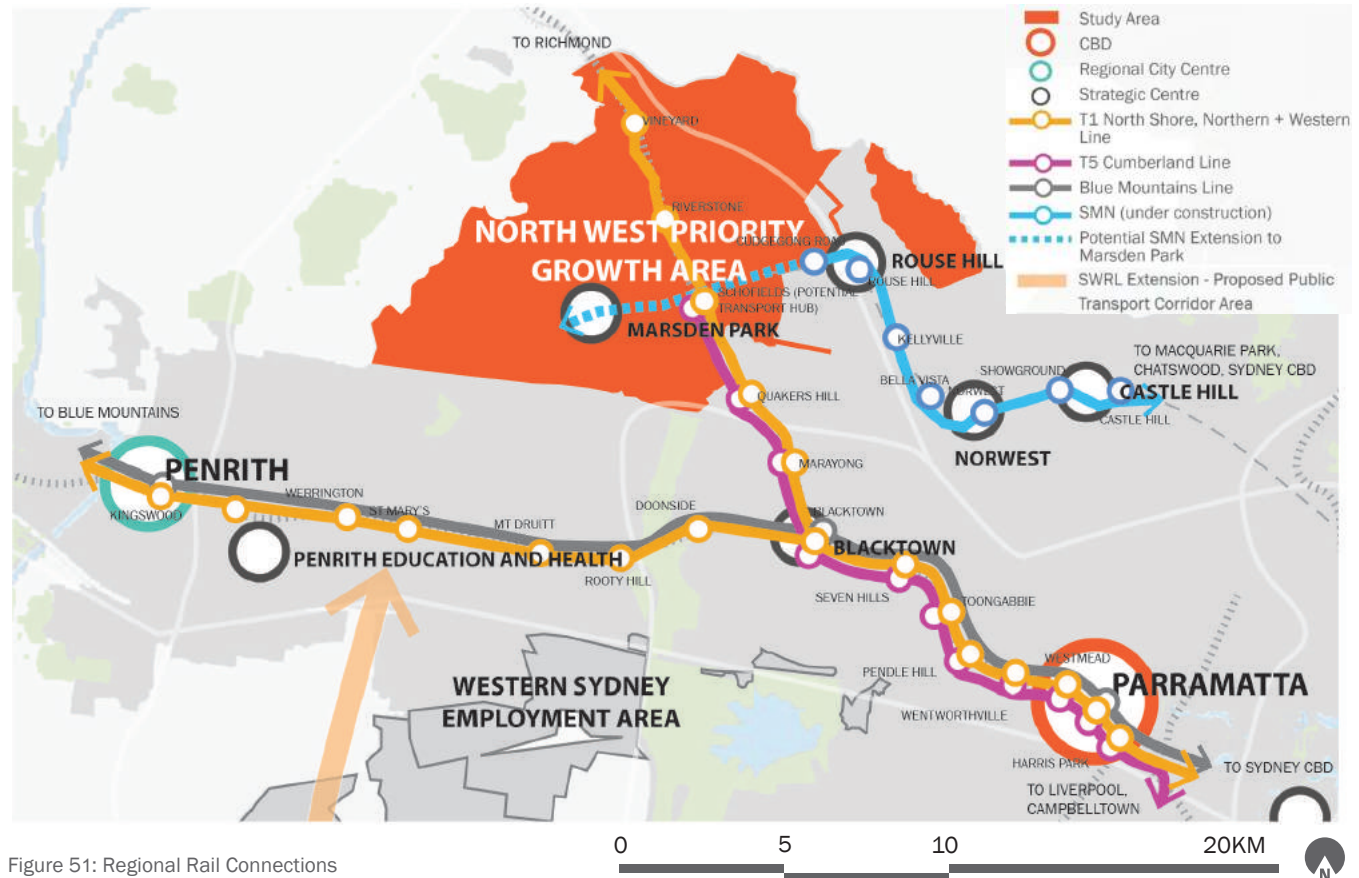 TO RICHMOND
VINEYARD
RIVERSTONE
NORTH WEST PRIORITY
GROWTH AREA
CUDGEGONG ROAD
ROUSE HILL
ROUSE HILL
SCHOFIELDS (POTENTIAL
TRANSPORT HUB)
MARSDEN PARK
KELLYVILLE
BELLA VISTA
NORWEST
SHOWGROUND
TO MACQUARIE PARK,
CHATSWOOD, SYDNEY CBD
CASTLE HILL
CASTLE HILL
NORWEST
QUAKERS HILL
MARAYONG
TO BLUE MOUNTAINS
PENRITH
KINGSWOOD
WERRINGTON
ST MARY'S
MT DRUITT
DOONSIDE
BLACKTOWN
BLACKTOWN
PENRITH EDUCATION AND HEALTH
ROOTY HILL
SEVEN HILLS
TOONGABBIE
PENDLE HILL
WESTMEAD
PARRAMATTA
WENTWORTHVILLE
HARRIS PARK
WESTERN SYDNEY
EMPLOYMENT AREA
TO LIVERPOOL,
CAMPBELLTOWN
TO SYDNEY CBD
Study Area
CBD
Regional City Centre
Strategic Centre
T1 North Shore, Northern + Western
Line
T5 Cumberland Line
Blue Mountains Line
SMN (under construction)
Potential SMN Extension to
Marsden Park
SWRL Extension - Proposed Public
Transport Corridor Area
0 5 10 20KM
N
Figure 51: Regional Rail Connections